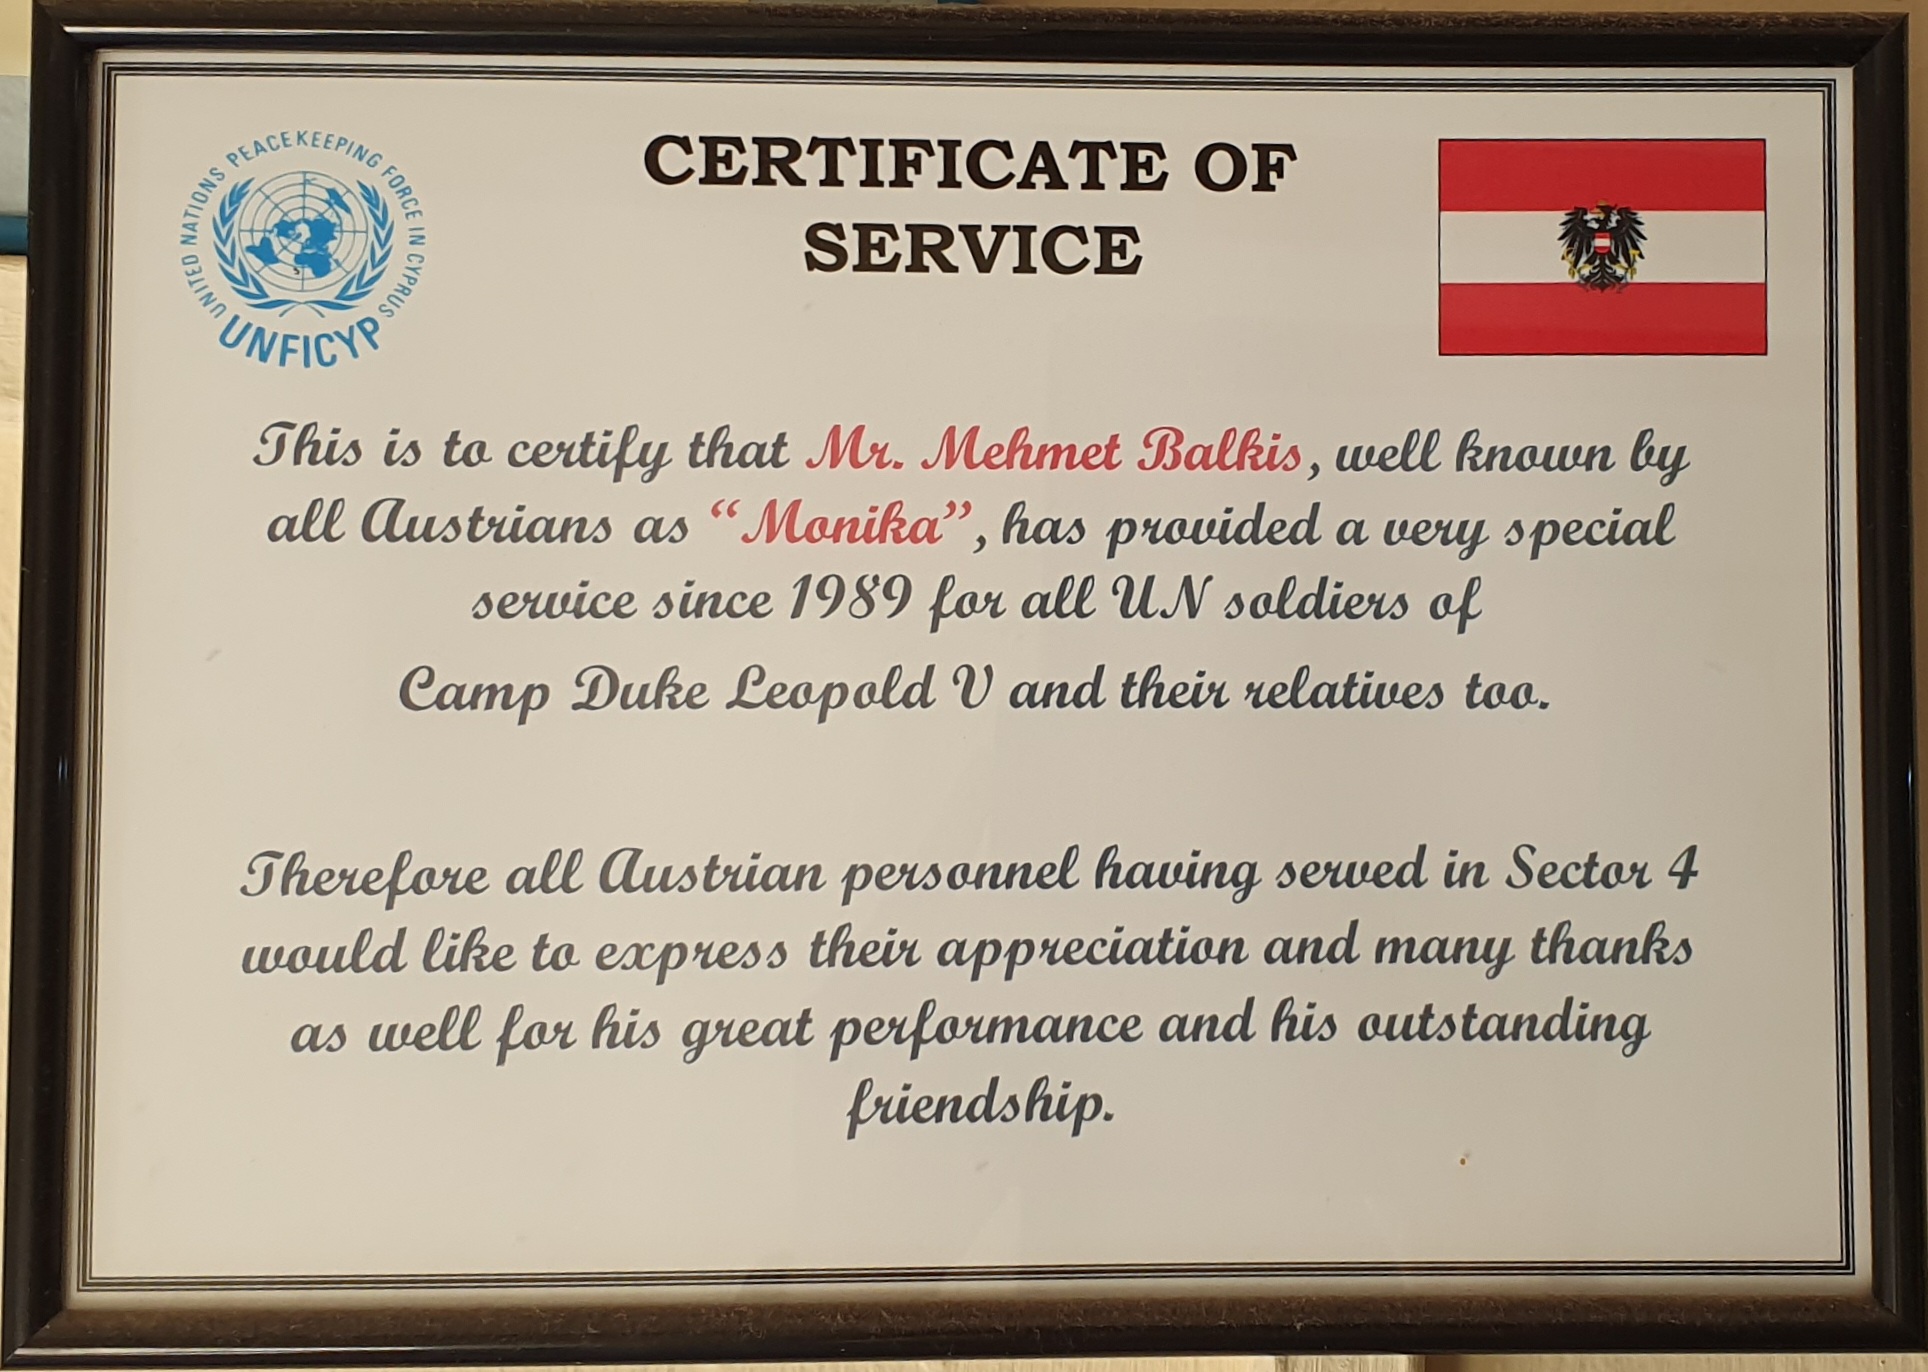 UNITED NATIONS PEACEKEEPING FORCE IN CYPRUS
UNFICYP
CERTIFICATE OF
SERVICE
This is to certify that Mr. Mehmet Balkis, well known by
all Austrians as “Monika”, has provided a very special
service since 1989 for all UN soldiers of
Camp Duke Leopold V and their relatives too.
Therefore all Austrian personnel having served in Sector 4
would like to express their appreciation and many thanks
as well for his great performance and his outstanding
friendship.